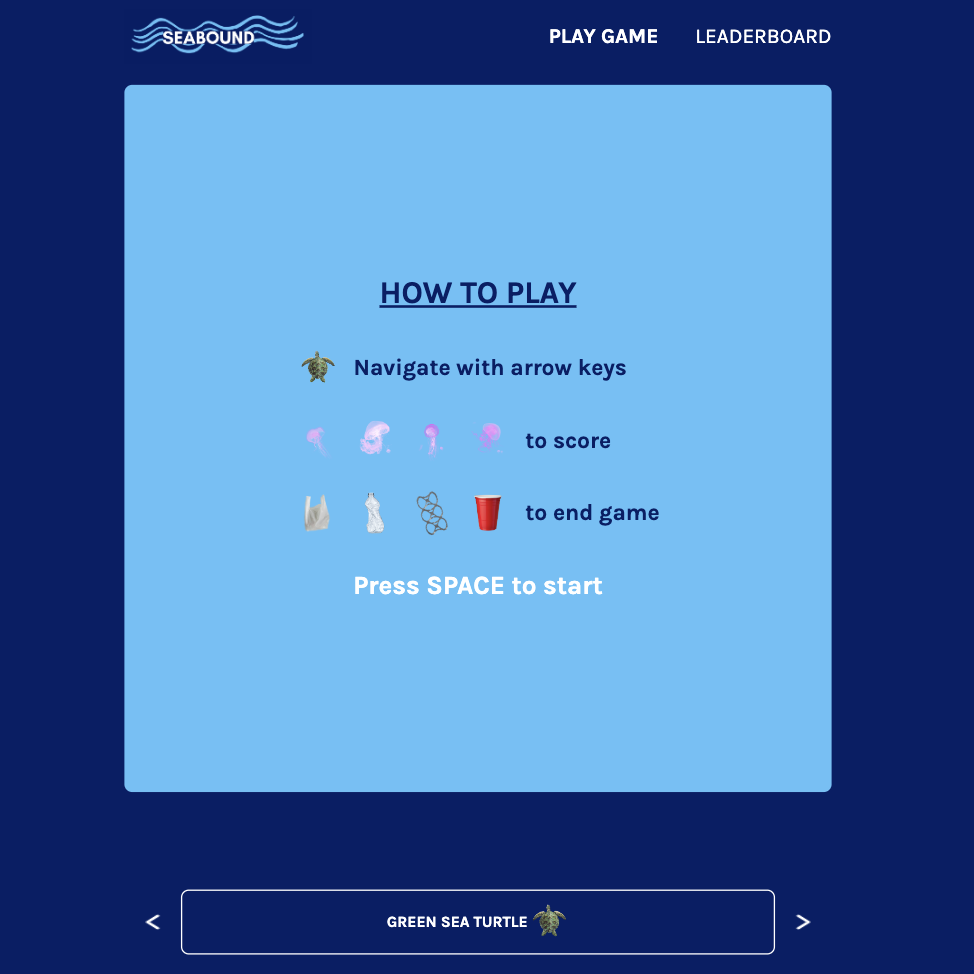 SEABOUND
PLAY GAME
LEADERBOARD
HOW TO PLAY
Navigate with arrow keys
to score
to end game
Press SPACE to start
< GREEN SEA TURTLE >